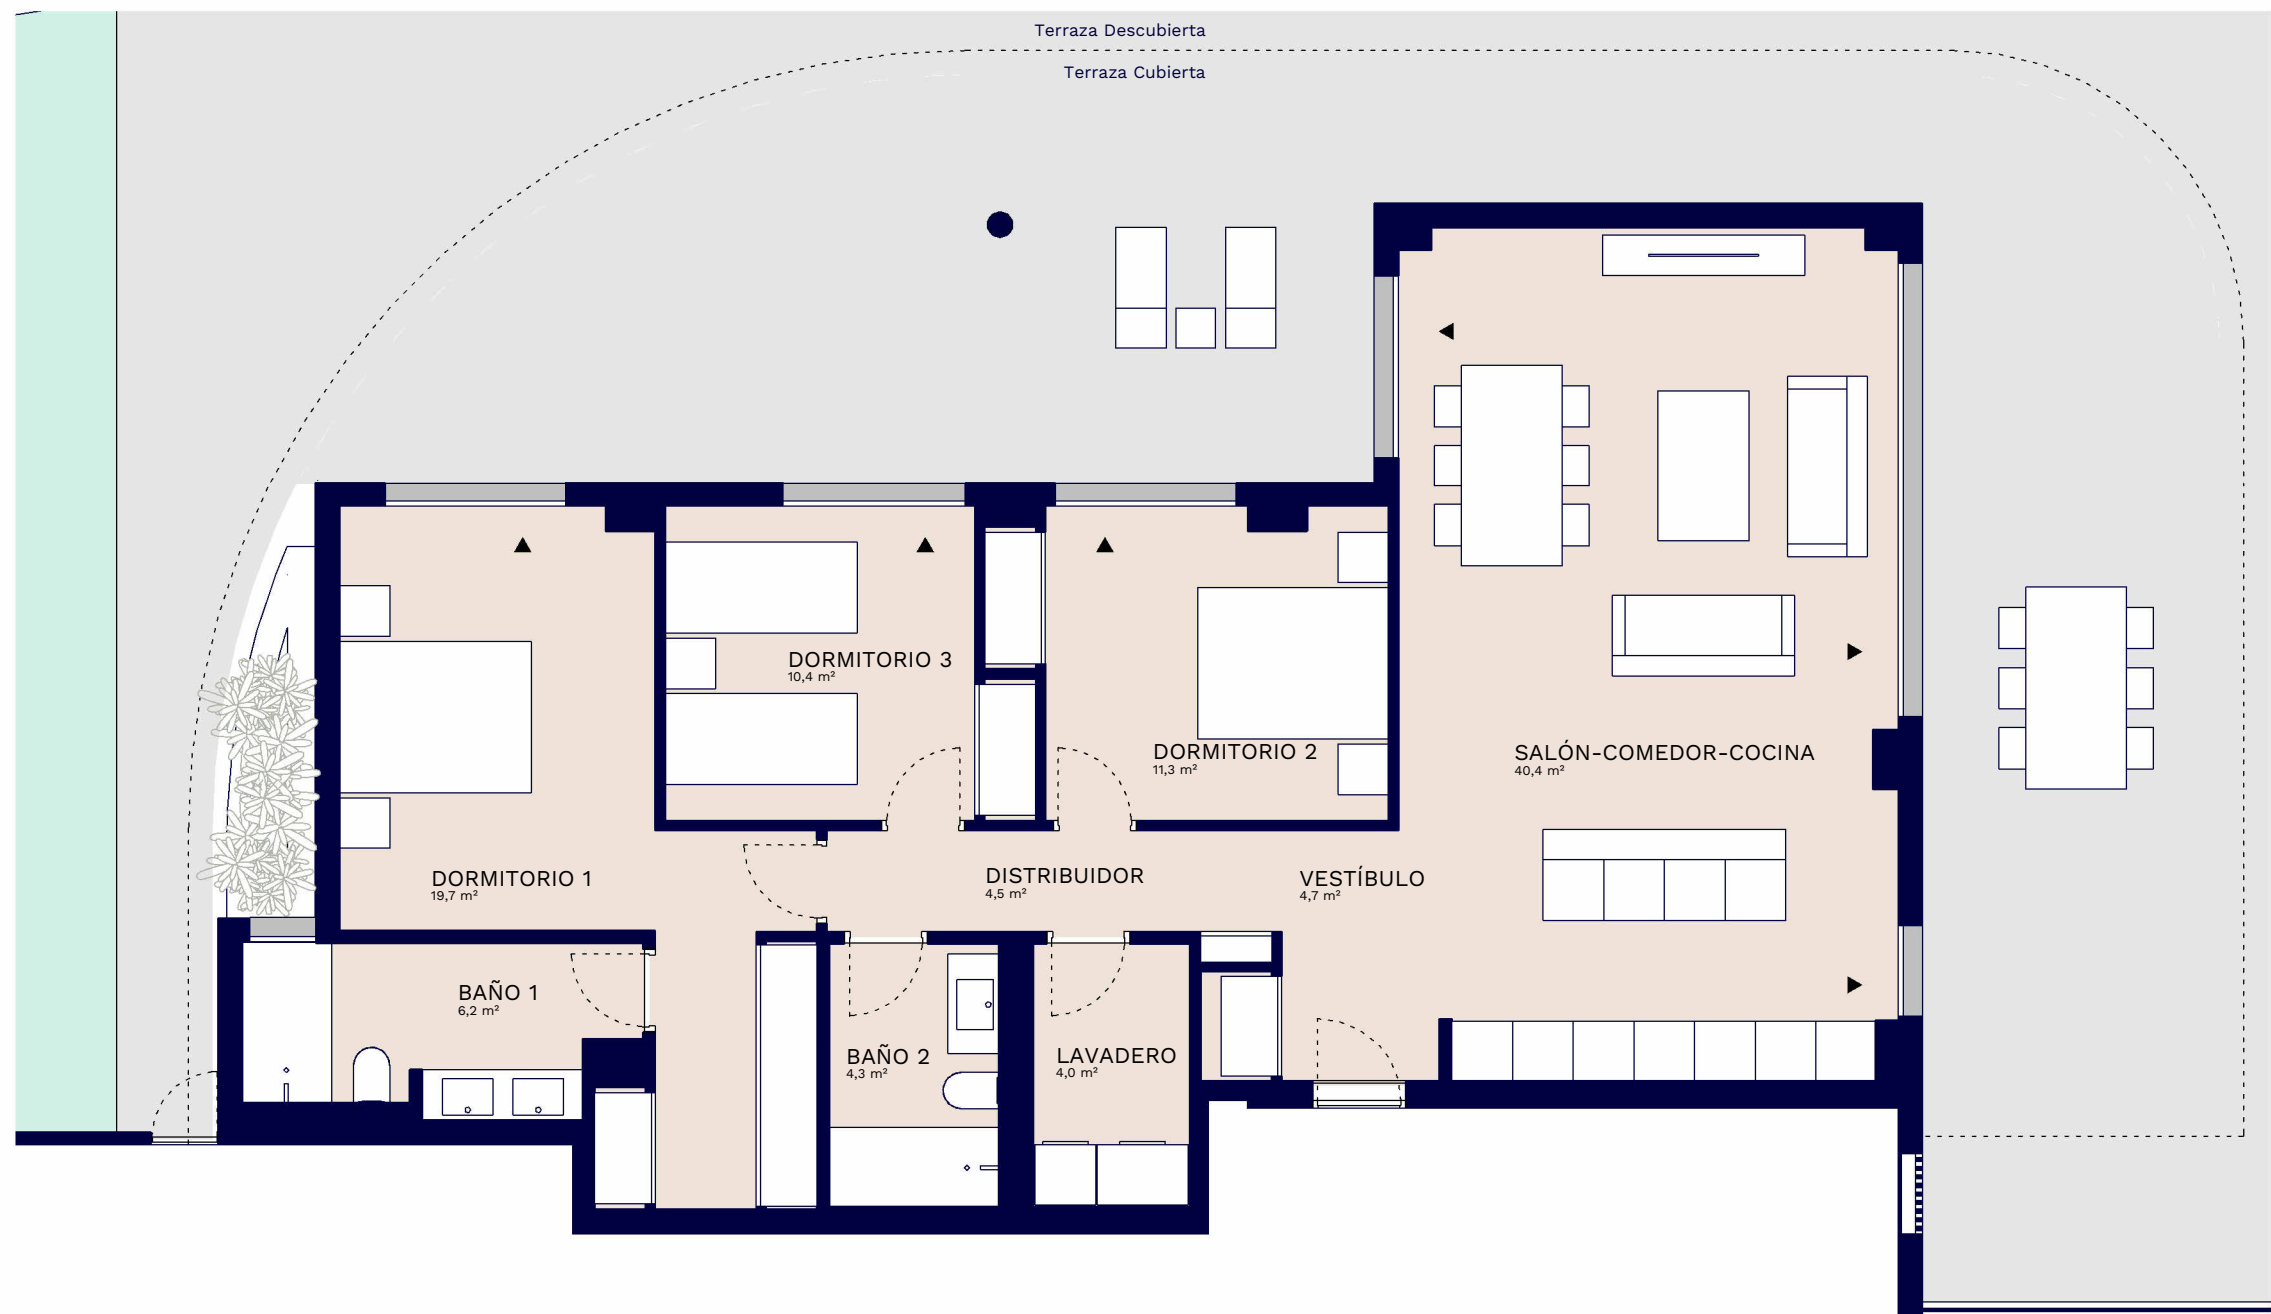 Terraza Descubierta
Terraza Cubierta
DORMITORIO 3
10,4 m²
DORMITORIO 2
11,3 m²
SALÓN-COMEDOR-COCINA
40,4 m²
DORMITORIO 1
19,7 m²
DISTRIBUIDOR
4,5 m²
VESTÍBULO
4,7 m²
BAÑO 1
6,2 m²
BAÑO 2
4,3 m²
LAVADERO
4,0 m²